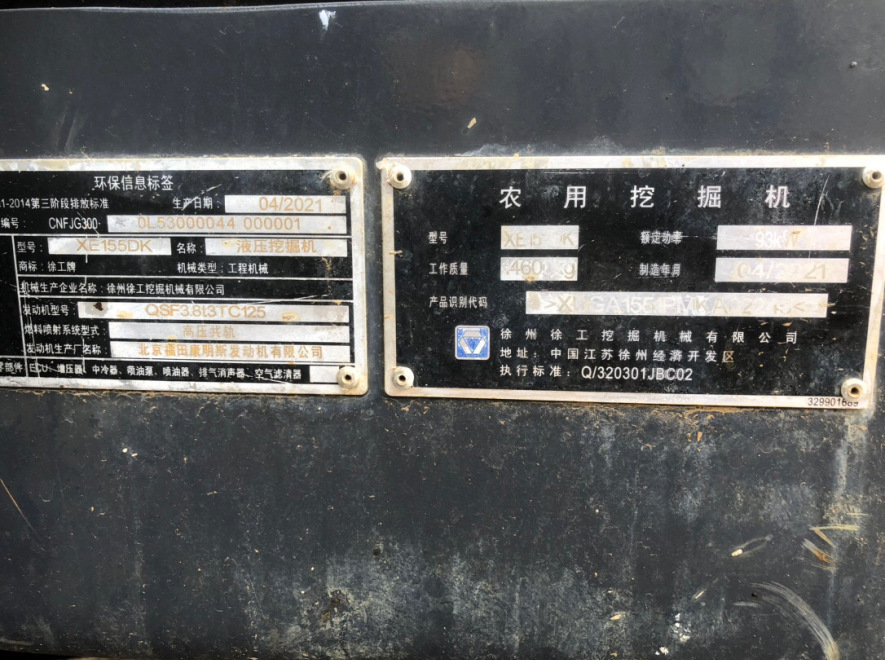 环保信息标签
1-2014第三阶段排放标准 生产日期: 04/2021
编号: CNFJG300 0L53000044 000001
型号: XE155DK 名称: 液压挖掘机
商标: 徐工牌 机械类型: 工程机械
机械生产企业名称: 徐州徐工挖掘机械有限公司
发动机型号: QSF3.8t3TC125
燃料喷射系统型式: 高压共轨
发动机生产厂名称: 北京福田康明斯发动机有限公司
零部件 ECU、增压器、中冷器、喷油泵、喷油器、排气消声器、空气滤清器
农用挖掘机
型号 额定功率
工作质量 制造年月
产品识别代码
徐州徐工挖掘机械有限公司
地址: 中国江苏徐州经济开发区
执行标准: Q/320301JBC02